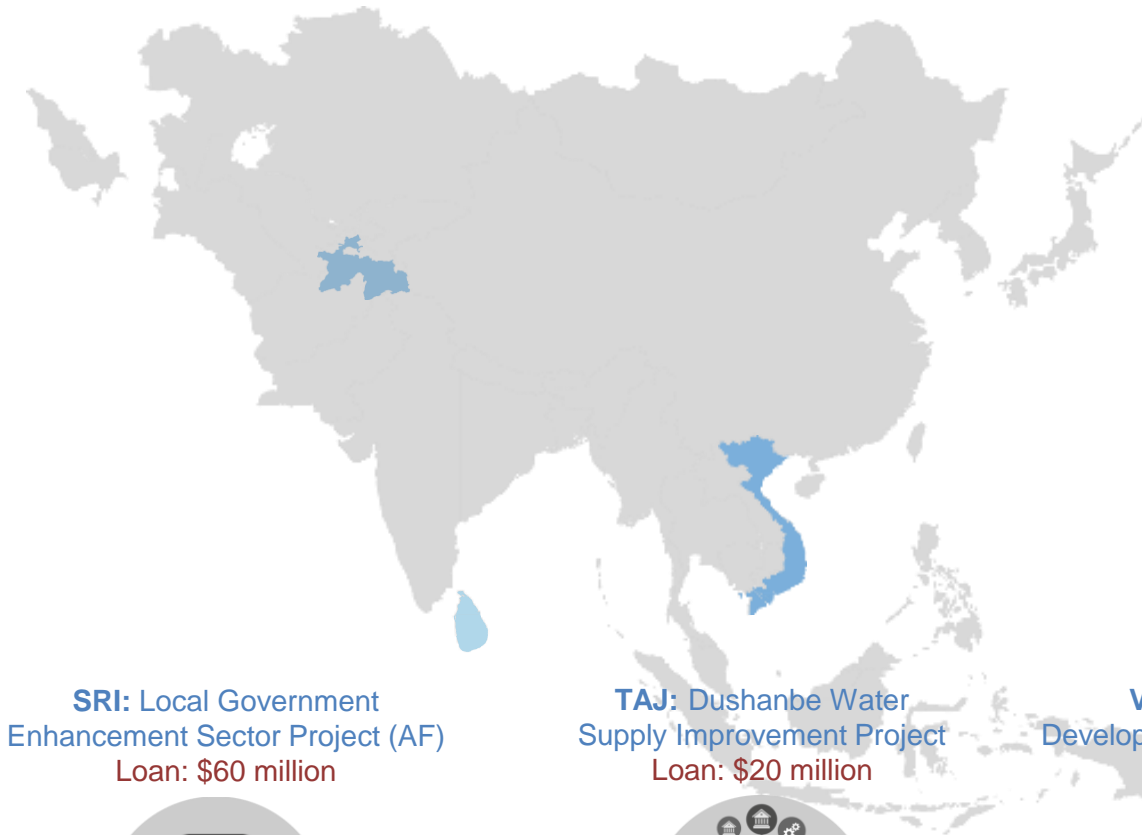 SRI: Local Government
Enhancement Sector Project (AF)
Loan: $60 million
TAJ: Dushanbe Water
Supply Improvement Project
Loan: $20 million